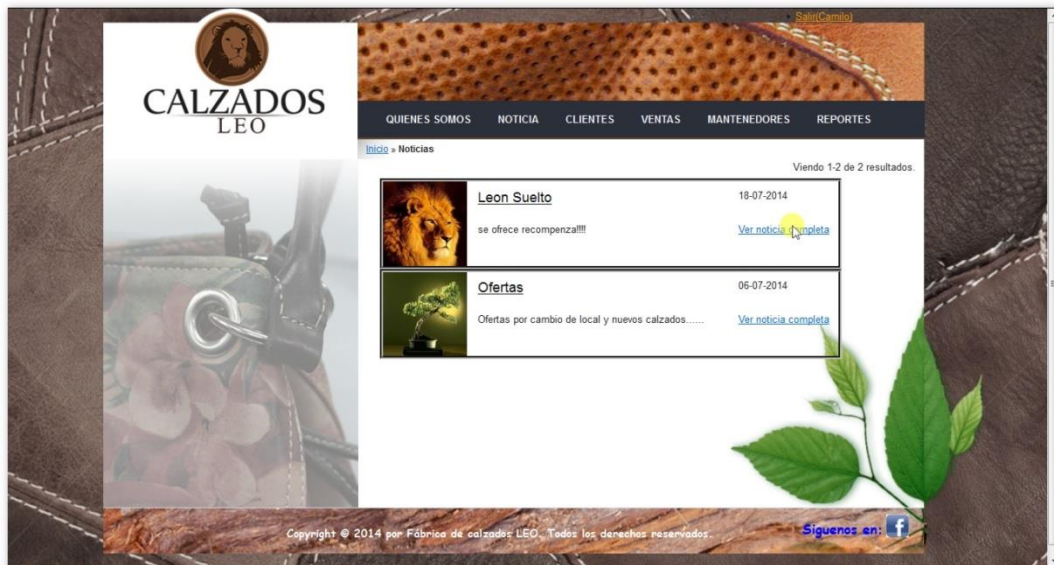 Salir(Camilo)
CALZADOS
LEO
QUIENES SOMOS NOTICIA CLIENTES VENTAS MANTENEDORES REPORTES
Inicio » Noticias
Viendo 1-2 de 2 resultados.
Leon Suelto 18-07-2014
se ofrece recompenza!!!! Ver noticia completa
Ofertas 06-07-2014
Ofertas por cambio de local y nuevos calzados...... Ver noticia completa
Copyright © 2014 por Fábrica de calzados LEO. Todos los derechos reservados.
Siguenos en: